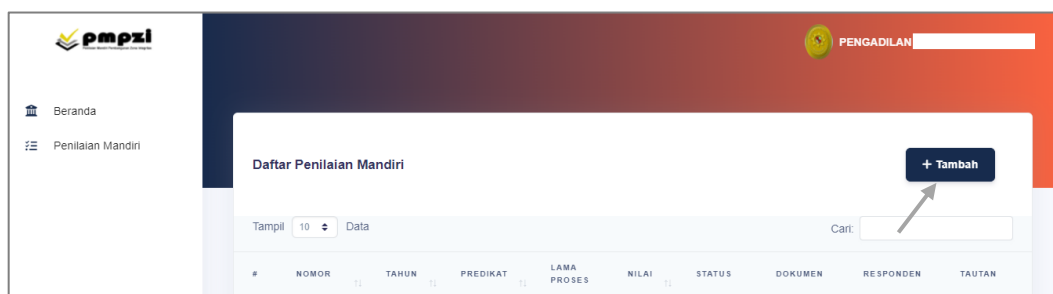 pmpzi
PENGADILAN
Beranda
Penilaian Mandiri
Daftar Penilaian Mandiri
+ Tambah
Tampil 10 Data
Cari:
# NOMOR TAHUN PREDIKAT LAMA PROSES NILAI STATUS DOKUMEN RESPONDEN TAUTAN